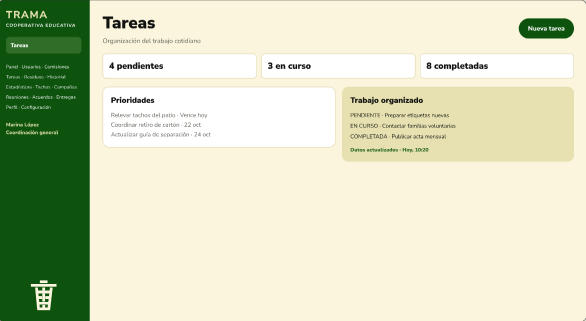 TRAMA
COOPERATIVA EDUCATIVA
Tareas
Panel · Usuarios · Comisiones
Tareas · Residuos · Historial
Estadísticas · Tachos · Campañas
Reuniones · Acuerdos · Entregas
Perfil · Configuración
Marina López
Coordinación general
Tareas
Organización del trabajo cotidiano
Nueva tarea
4 pendientes
3 en curso
8 completadas
Prioridades
Relevar tachos del patio · Vence hoy
Coordinar retiro de cartón · 22 oct
Actualizar guía de separación · 24 oct
Trabajo organizado
PENDIENTE · Preparar etiquetas nuevas
EN CURSO · Contactar familias voluntarias
COMPLETADA · Publicar acta mensual
Datos actualizados · Hoy, 10:20